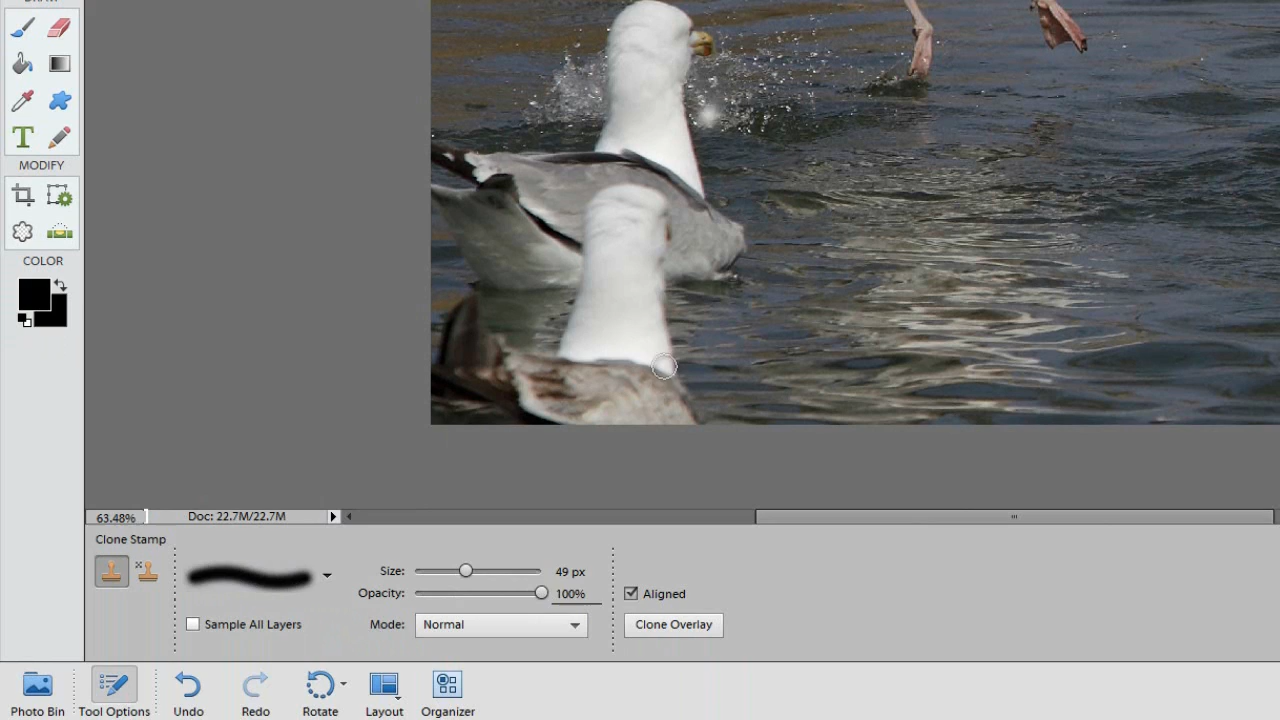 MODIFY
COLOR
63.48%
Doc: 22.7M/22.7M
Clone Stamp
Size:
49 px
Opacity:
100%
Aligned
Sample All Layers
Mode:
Normal
Clone Overlay
Photo Bin
Tool Options
Undo
Redo
Rotate
Layout
Organizer